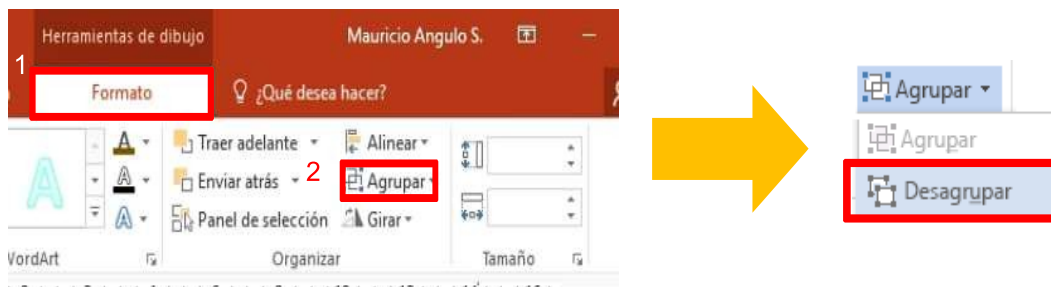 Herramientas de dibujo
Mauricio Angulo S.
1
Formato
¿Qué desea hacer?
A
Traer adelante
Alinear
A
A
Enviar atrás
2
Agrupar
A
Panel de selección
Girar
WordArt
Organizar
Tamaño
Agrupar
Agrupar
Desagrupar